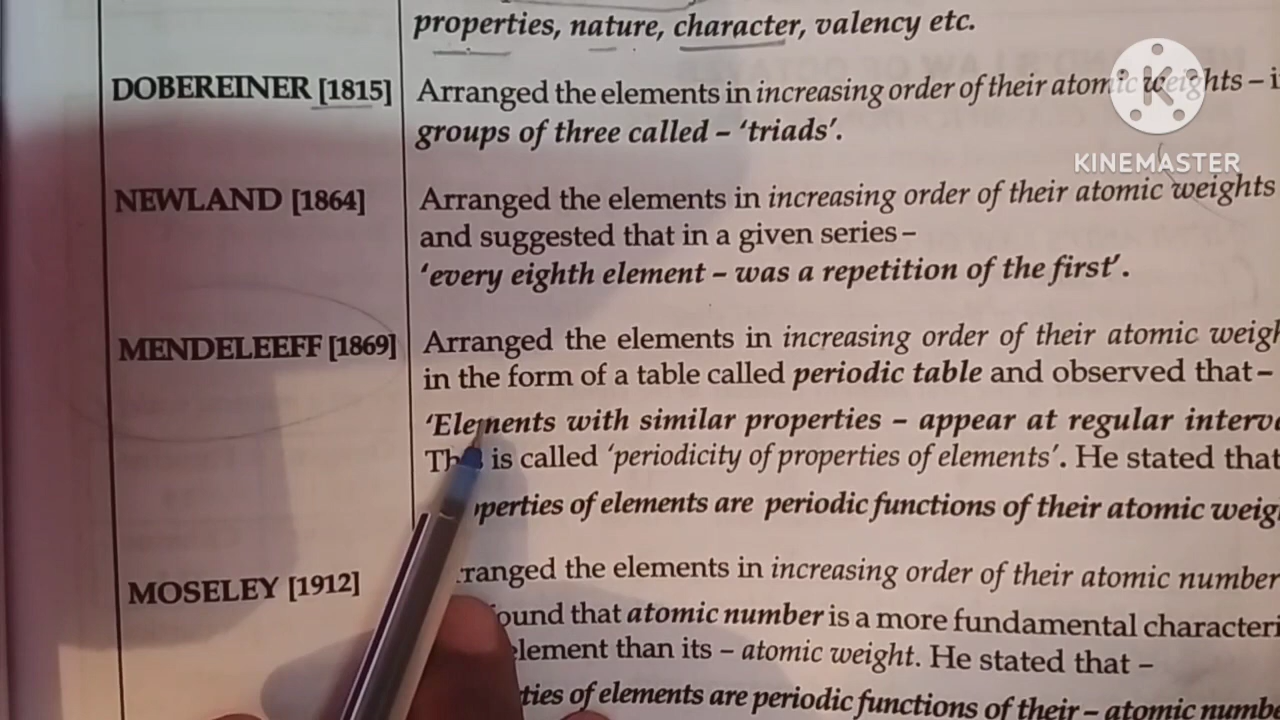 properties, nature, character, valency etc.
DOBEREINER [1815] Arranged the elements in increasing order of their atomic weights –
groups of three called – ‘triads’.
KINEMASTER
NEWLAND [1864] Arranged the elements in increasing order of their atomic weights
and suggested that in a given series –
‘every eighth element – was a repetition of the first’.
MENDELEEFF [1869] Arranged the elements in increasing order of their atomic
in the form of a table called periodic table and observed that –
‘Elements with similar properties – appear at regular
is called ‘periodicity of properties of elements’. He stated that
of elements are periodic functions of their atomic
MOSELEY [1912] the elements in increasing order of their atomic number
that atomic number is a more fundamental
than its – atomic weight. He stated that –
of elements are periodic functions of their – atomic